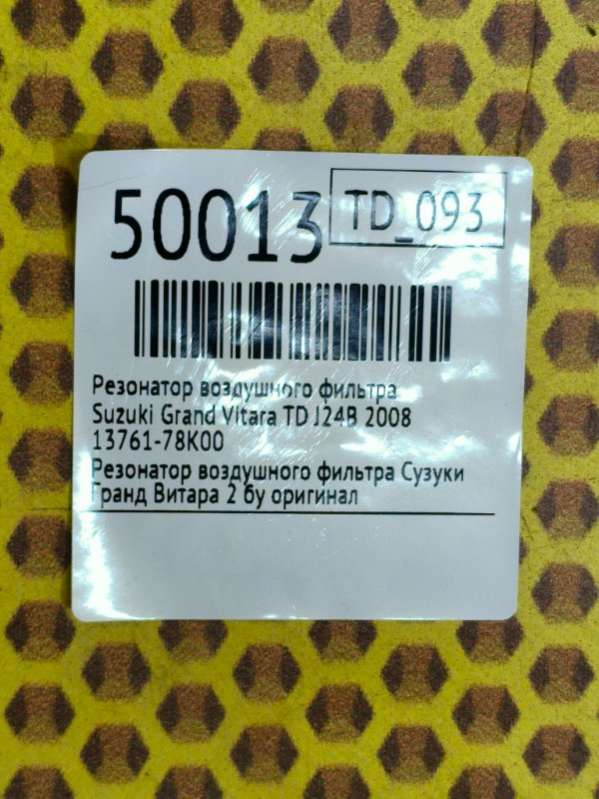 50013
TD_093
Резонатор воздушного фильтра
Suzuki Grand Vitara TD J24B 2008
13761-78K00
Резонатор воздушного фильтра Сузуки
Гранд Витара 2 бу оригинал